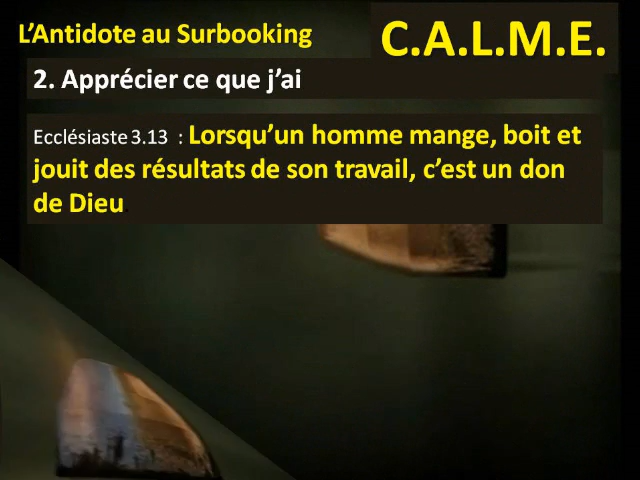 L’Antidote au Surbooking
C.A.L.M.E.
2. Apprécier ce que j’ai
Ecclésiaste 3.13 : Lorsqu’un homme mange, boit et
jouit des résultats de son travail, c’est un don
de Dieu.